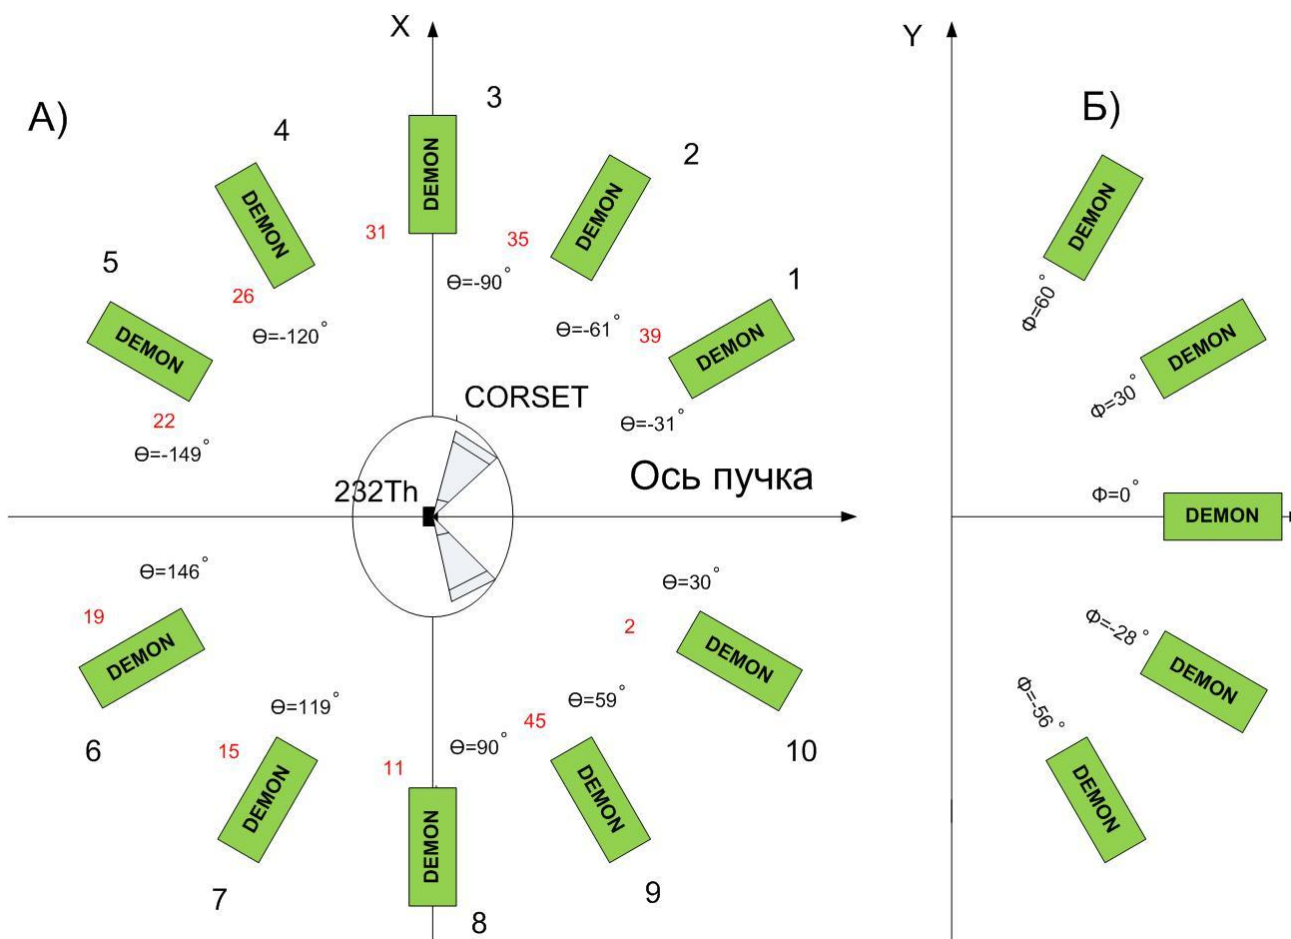 X
Y
А)
Б)
3
4
2
5
1
DEMON
DEMON
DEMON
DEMON
DEMON
31
35
26
39
22
Ө=-90°
Ө=-61°
Ө=-120°
Ө=-31°
Ө=-149°
CORSET
232Th
Ось пучка
Ө=146°
Ө=30°
19
2
DEMON
DEMON
Ө=119°
Ө=59°
15
45
Ө=90°
11
6
10
DEMON
DEMON
DEMON
7
8
9
Ф=60°
DEMON
Ф=30°
DEMON
Ф=0°
DEMON
Ф=-28°
DEMON
Ф=-56°
DEMON